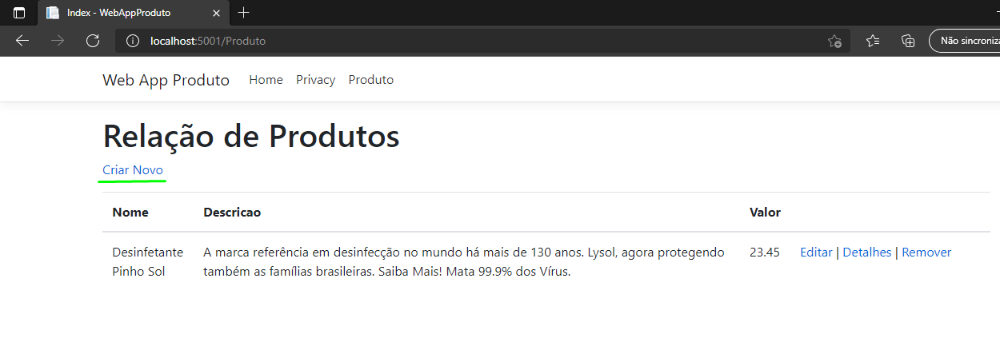 Index - WebAppProduto
localhost:5001/Produto
Não sincroniza
Web App Produto Home Privacy Produto
Relação de Produtos
Criar Novo
Nome Descricao Valor
Desinfetante A marca referência em desinfecção no mundo há mais de 130 anos. Lysol, agora protegendo 23.45 Editar | Detalhes | Remover
Pinho Sol também as famílias brasileiras. Saiba Mais! Mata 99.9% dos Vírus.